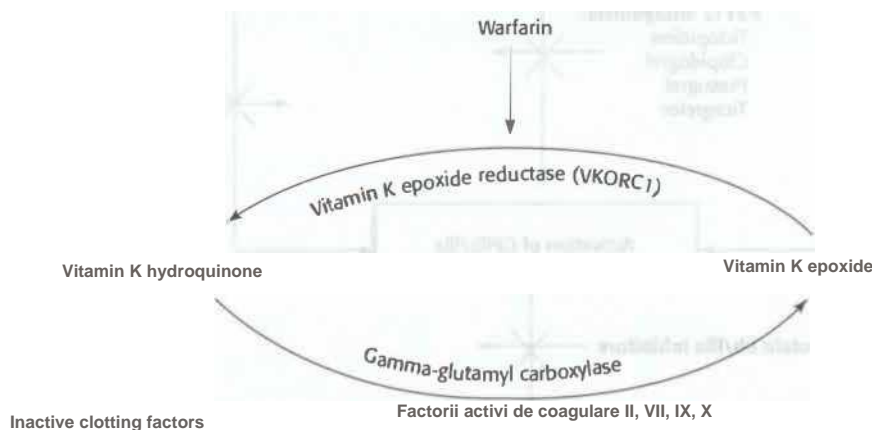 Warfarin
Vitamin K epoxide reductase (VKORC1)
Vitamin K hydroquinone
Vitamin K epoxide
Gamma-glutamyl carboxylase
Factorii activi de coagulare II, VII, IX, X
Inactive clotting factors